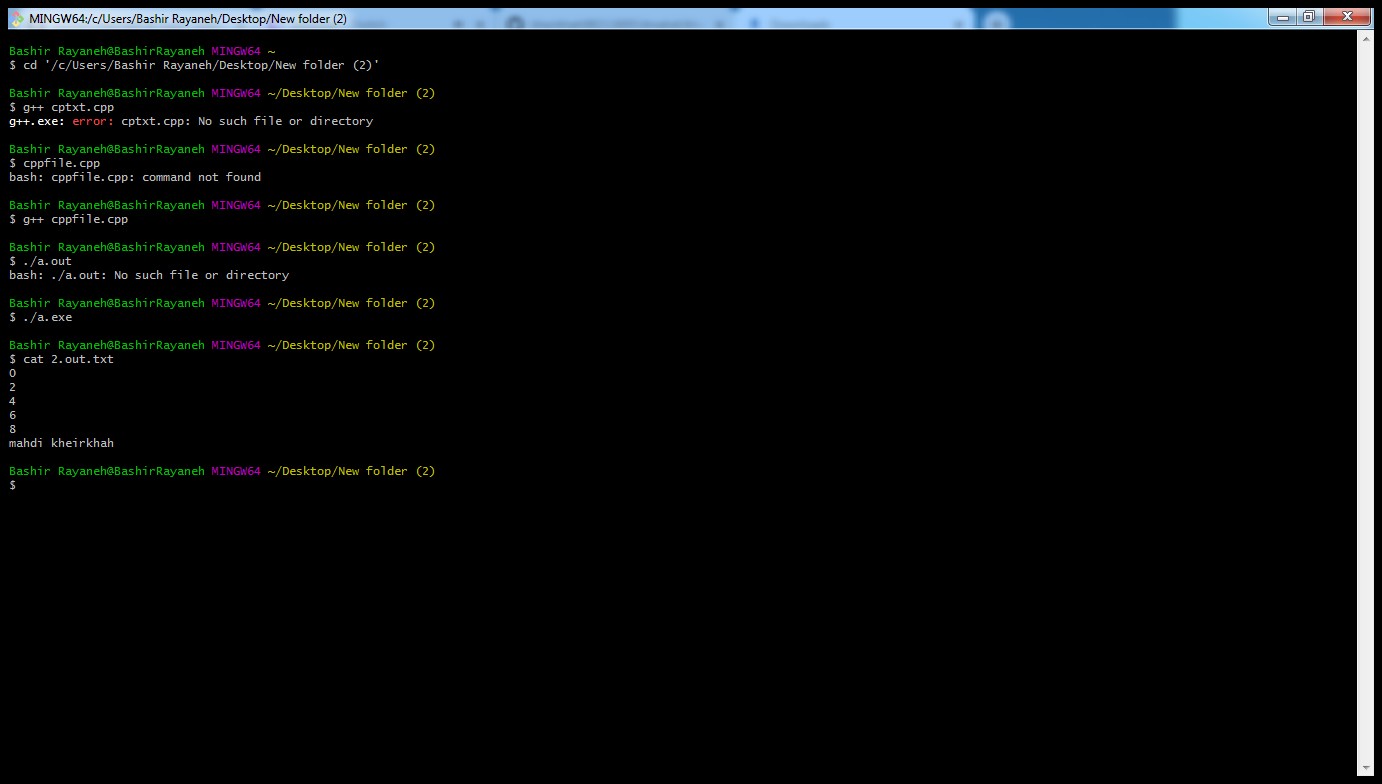 MINGW64:/c/Users/Bashir Rayaneh/Desktop/New folder (2)
Bashir Rayaneh@BashirRayaneh MINGW64 ~
$ cd '/c/Users/Bashir Rayaneh/Desktop/New folder (2)'
Bashir Rayaneh@BashirRayaneh MINGW64 ~/Desktop/New folder (2)
$ g++ cptxt.cpp
g++.exe: error: cptxt.cpp: No such file or directory
Bashir Rayaneh@BashirRayaneh MINGW64 ~/Desktop/New folder (2)
$ cppfile.cpp
bash: cppfile.cpp: command not found
Bashir Rayaneh@BashirRayaneh MINGW64 ~/Desktop/New folder (2)
$ g++ cppfile.cpp
Bashir Rayaneh@BashirRayaneh MINGW64 ~/Desktop/New folder (2)
$ ./a.out
bash: ./a.out: No such file or directory
Bashir Rayaneh@BashirRayaneh MINGW64 ~/Desktop/New folder (2)
$ ./a.exe
Bashir Rayaneh@BashirRayaneh MINGW64 ~/Desktop/New folder (2)
$ cat 2.out.txt
0
2
4
6
8
mahdi kheirkhah
Bashir Rayaneh@BashirRayaneh MINGW64 ~/Desktop/New folder (2)
$